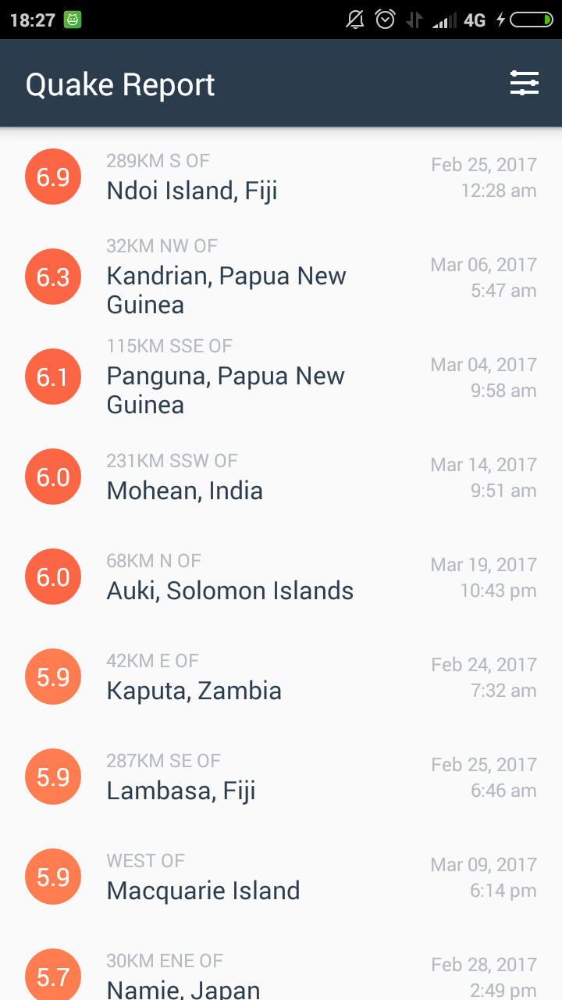 18:27 4G
Quake Report
6.9
289KM S OF
Ndoi Island, Fiji
Feb 25, 2017
12:28 am
6.3
32KM NW OF
Kandrian, Papua New
Guinea
Mar 06, 2017
5:47 am
6.1
115KM SSE OF
Panguna, Papua New
Guinea
Mar 04, 2017
9:58 am
6.0
231KM SSW OF
Mohean, India
Mar 14, 2017
9:51 am
6.0
68KM N OF
Auki, Solomon Islands
Mar 19, 2017
10:43 pm
5.9
42KM E OF
Kaputa, Zambia
Feb 24, 2017
7:32 am
5.9
287KM SE OF
Lambasa, Fiji
Feb 25, 2017
6:46 am
5.9
WEST OF
Macquarie Island
Mar 09, 2017
6:14 pm
5.7
30KM ENE OF
Namie, Japan
Feb 28, 2017
2:49 pm